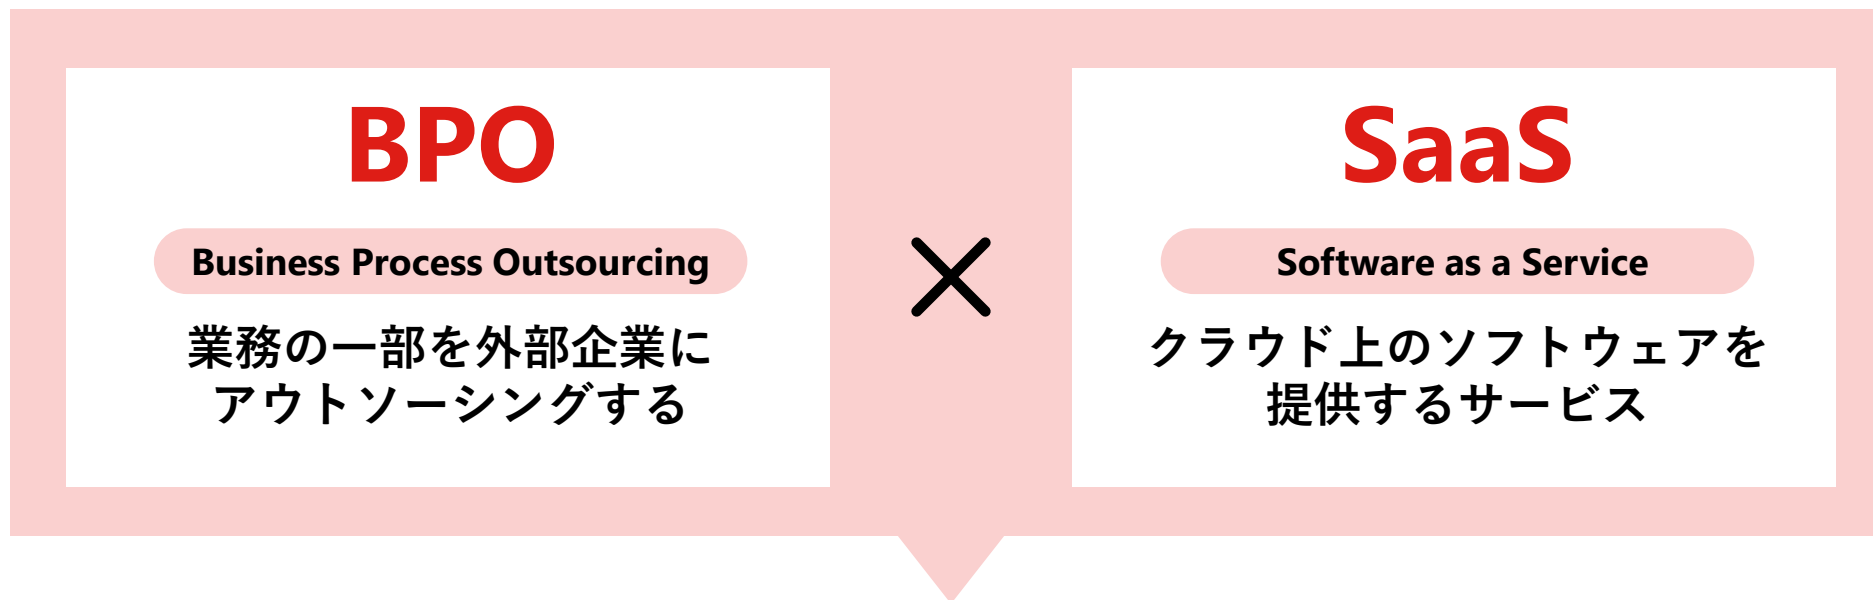 BPO
Business Process Outsourcing
業務の一部を外部企業に
アウトソーシングする
×
SaaS
Software as a Service
クラウド上のソフトウェアを
提供するサービス